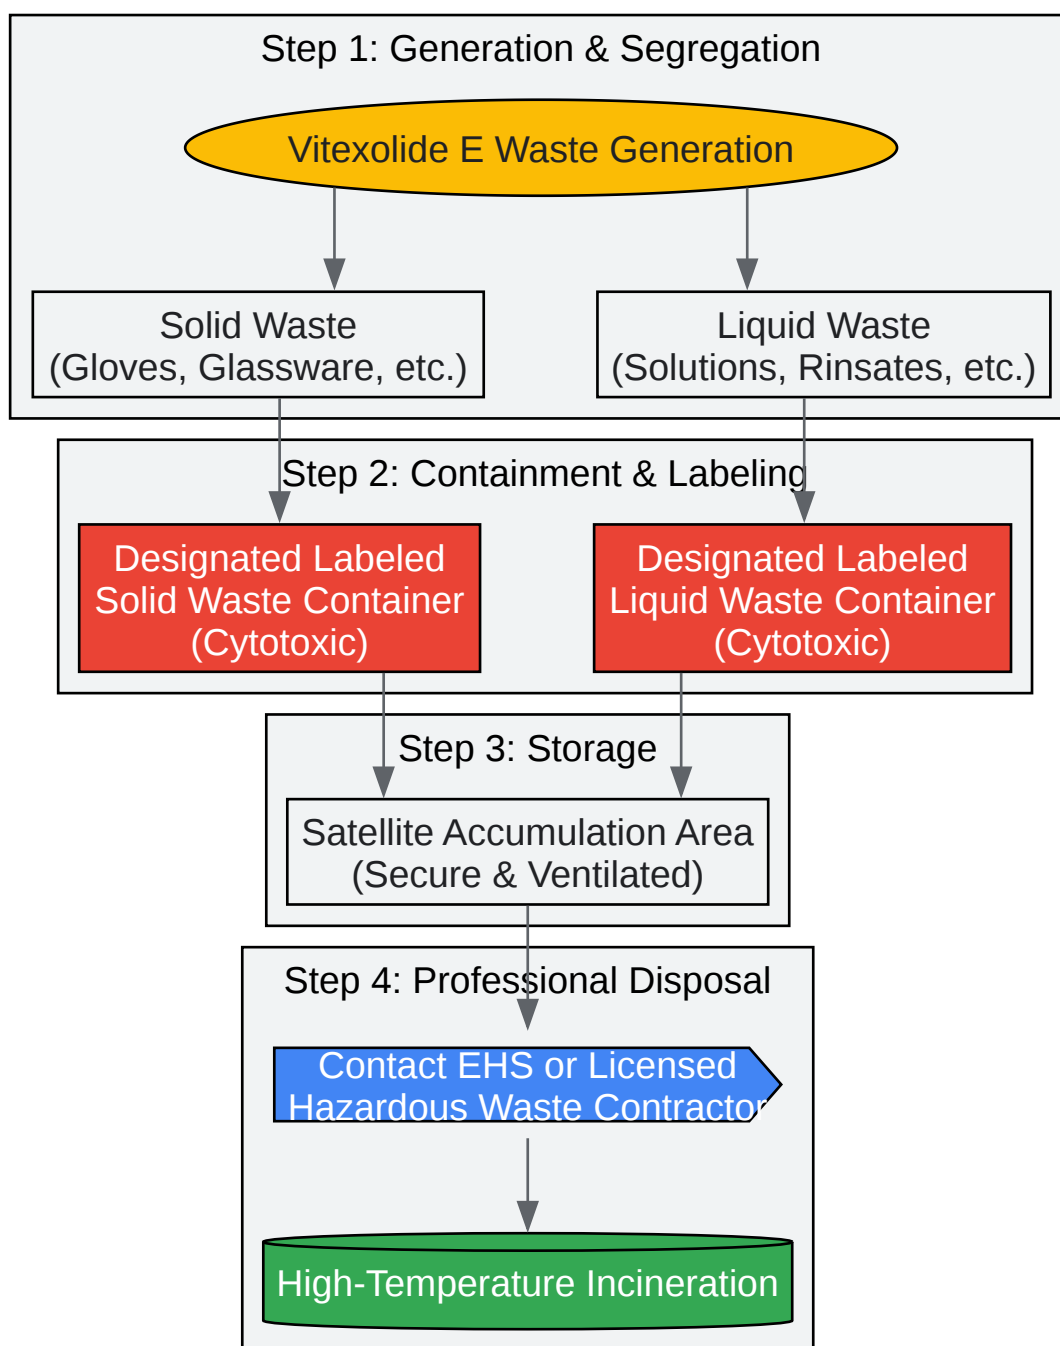 Step 1: Generation & Segregation
Vitexolide E Waste Generation
Solid Waste
(Gloves, Glassware, etc.)
Liquid Waste
(Solutions, Rinsates, etc.)
Step 2: Containment & Labeling
Designated Labeled
Solid Waste Container
(Cytotoxic)
Designated Labeled
Liquid Waste Container
(Cytotoxic)
Step 3: Storage
Satellite Accumulation Area
(Secure & Ventilated)
Step 4: Professional Disposal
Contact EHS or Licensed
Hazardous Waste Contractor
High-Temperature Incineration